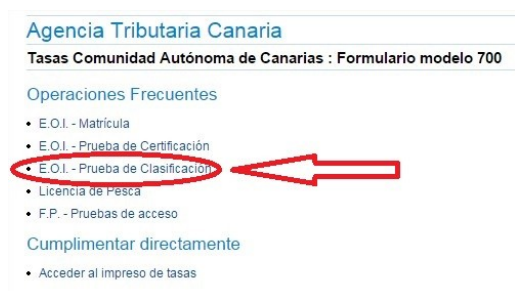 Agencia Tributaria Canaria
Tasas Comunidad Autónoma de Canarias : Formulario modelo 700
Operaciones Frecuentes
E.O.I. - Matrícula
E.O.I. - Prueba de Certificación
E.O.I. - Prueba de Clasificación
Licencia de Pesca
F.P. - Pruebas de acceso
Cumplimentar directamente
Acceder al impreso de tasas